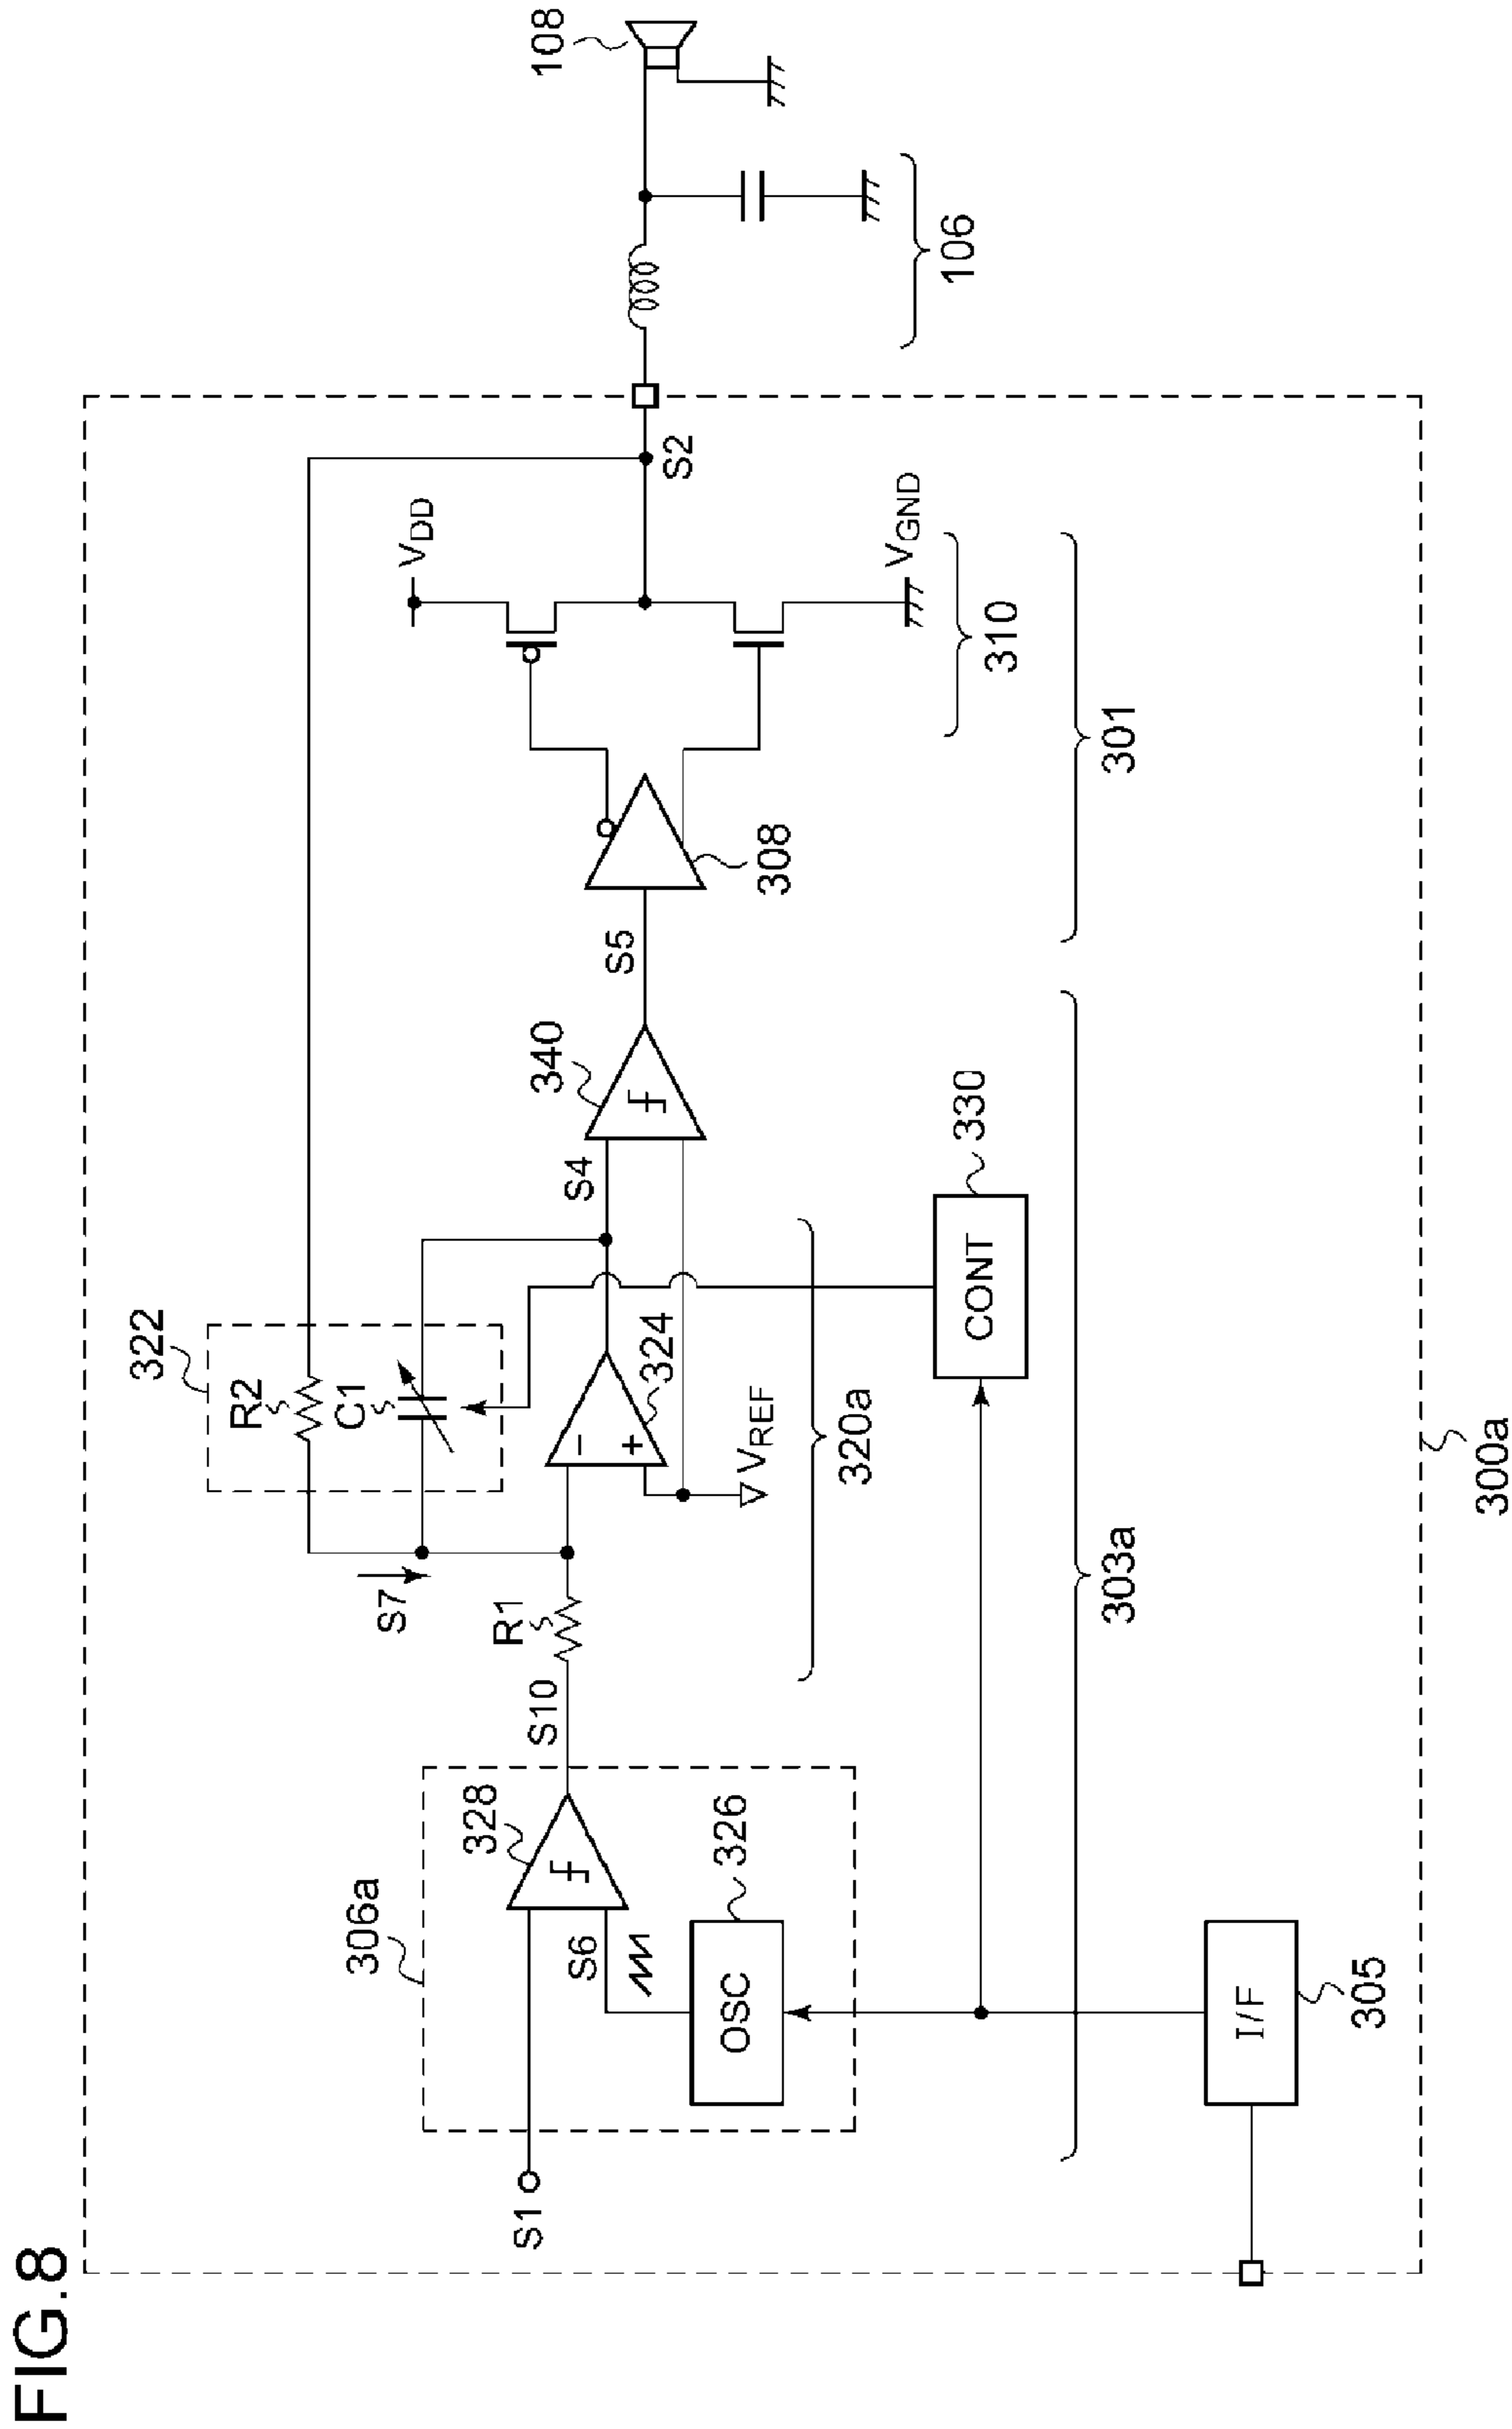 FIG.8
322
R2
C1
S7
R1
S10
306a
328
S1
S6
326
OSC
−
+
324
VREF
320a
S4
340
S5
330
CONT
303a
I/F
305
308
VDD
VGND
310
301
S2
300a
106
108